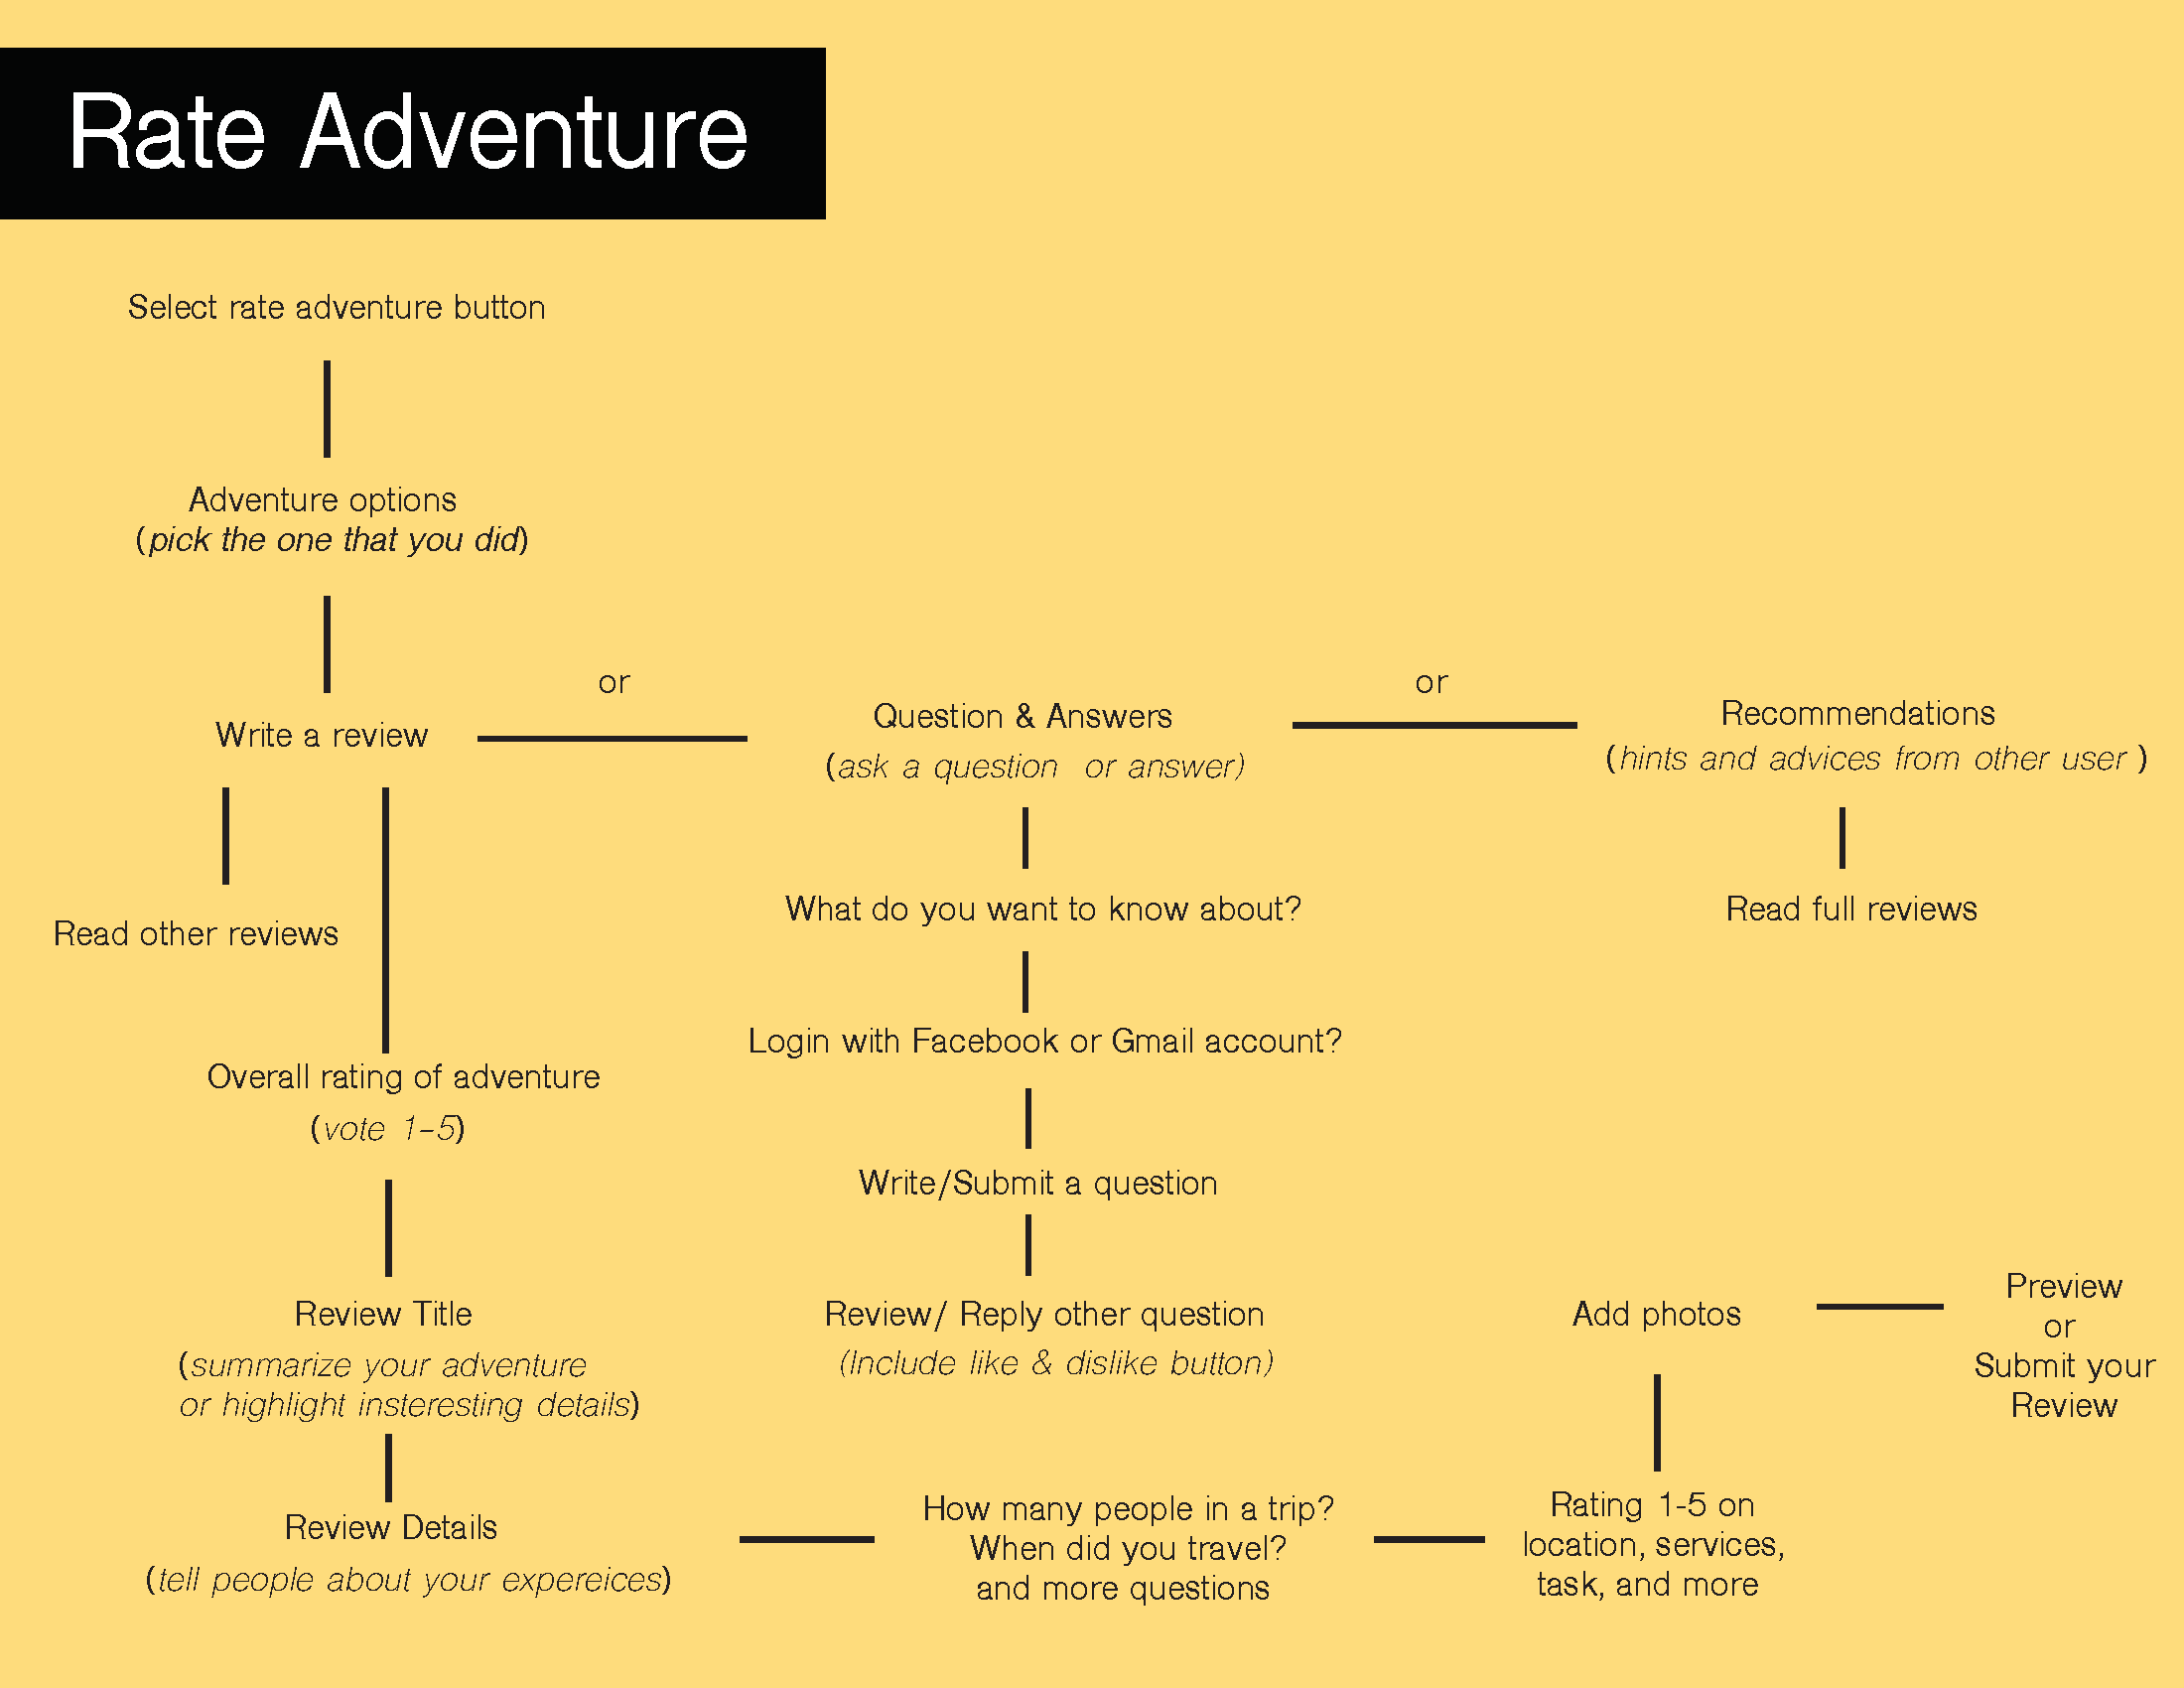 Rate Adventure
Select rate adventure button
Adventure options
(pick the one that you did)
Write a review
or
Question & Answers
(ask a question or answer)
or
Recommendations
(hints and advices from other user )
Read other reviews
What do you want to know about?
Read full reviews
Login with Facebook or Gmail account?
Overall rating of adventure
(vote 1-5)
Write/Submit a question
Review Title
(summarize your adventure
or highlight insteresting details)
Review/ Reply other question
(Include like & dislike button)
Add photos
Preview
or
Submit your
Review
Review Details
(tell people about your expereices)
How many people in a trip?
When did you travel?
and more questions
Rating 1-5 on
location, services,
task, and more